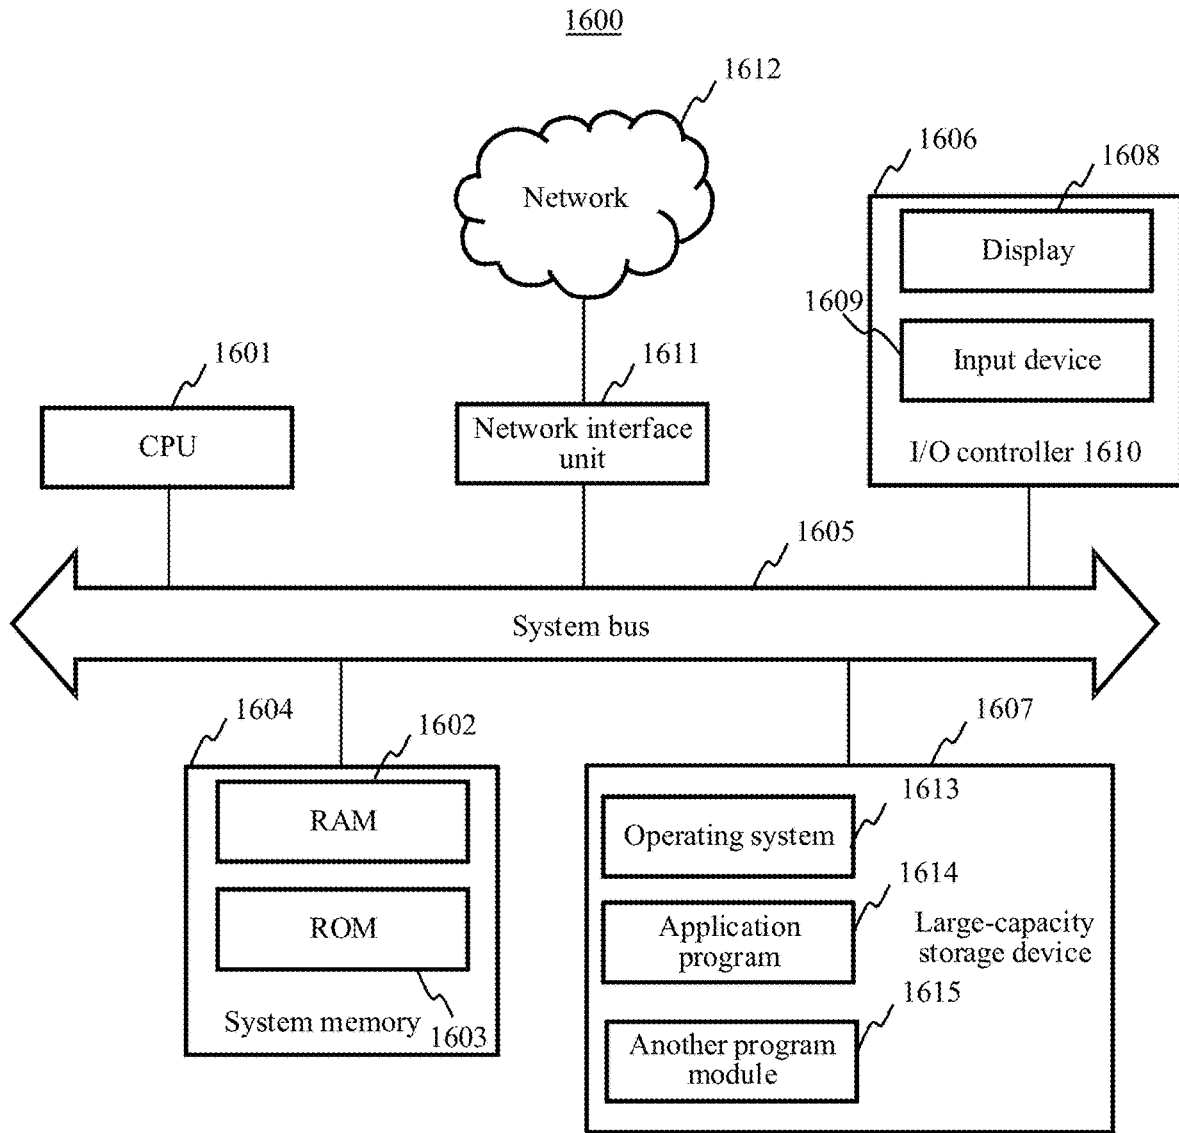 1600
1612
Network
1606
1608
Display
1609
Input device
I/O controller 1610
1601
CPU
1611
Network interface
unit
1605
System bus
1604
1602
RAM
ROM
System memory
1603
1607
1613
Operating system
1614
Application
program
Large-capacity
storage device
1615
Another program
module